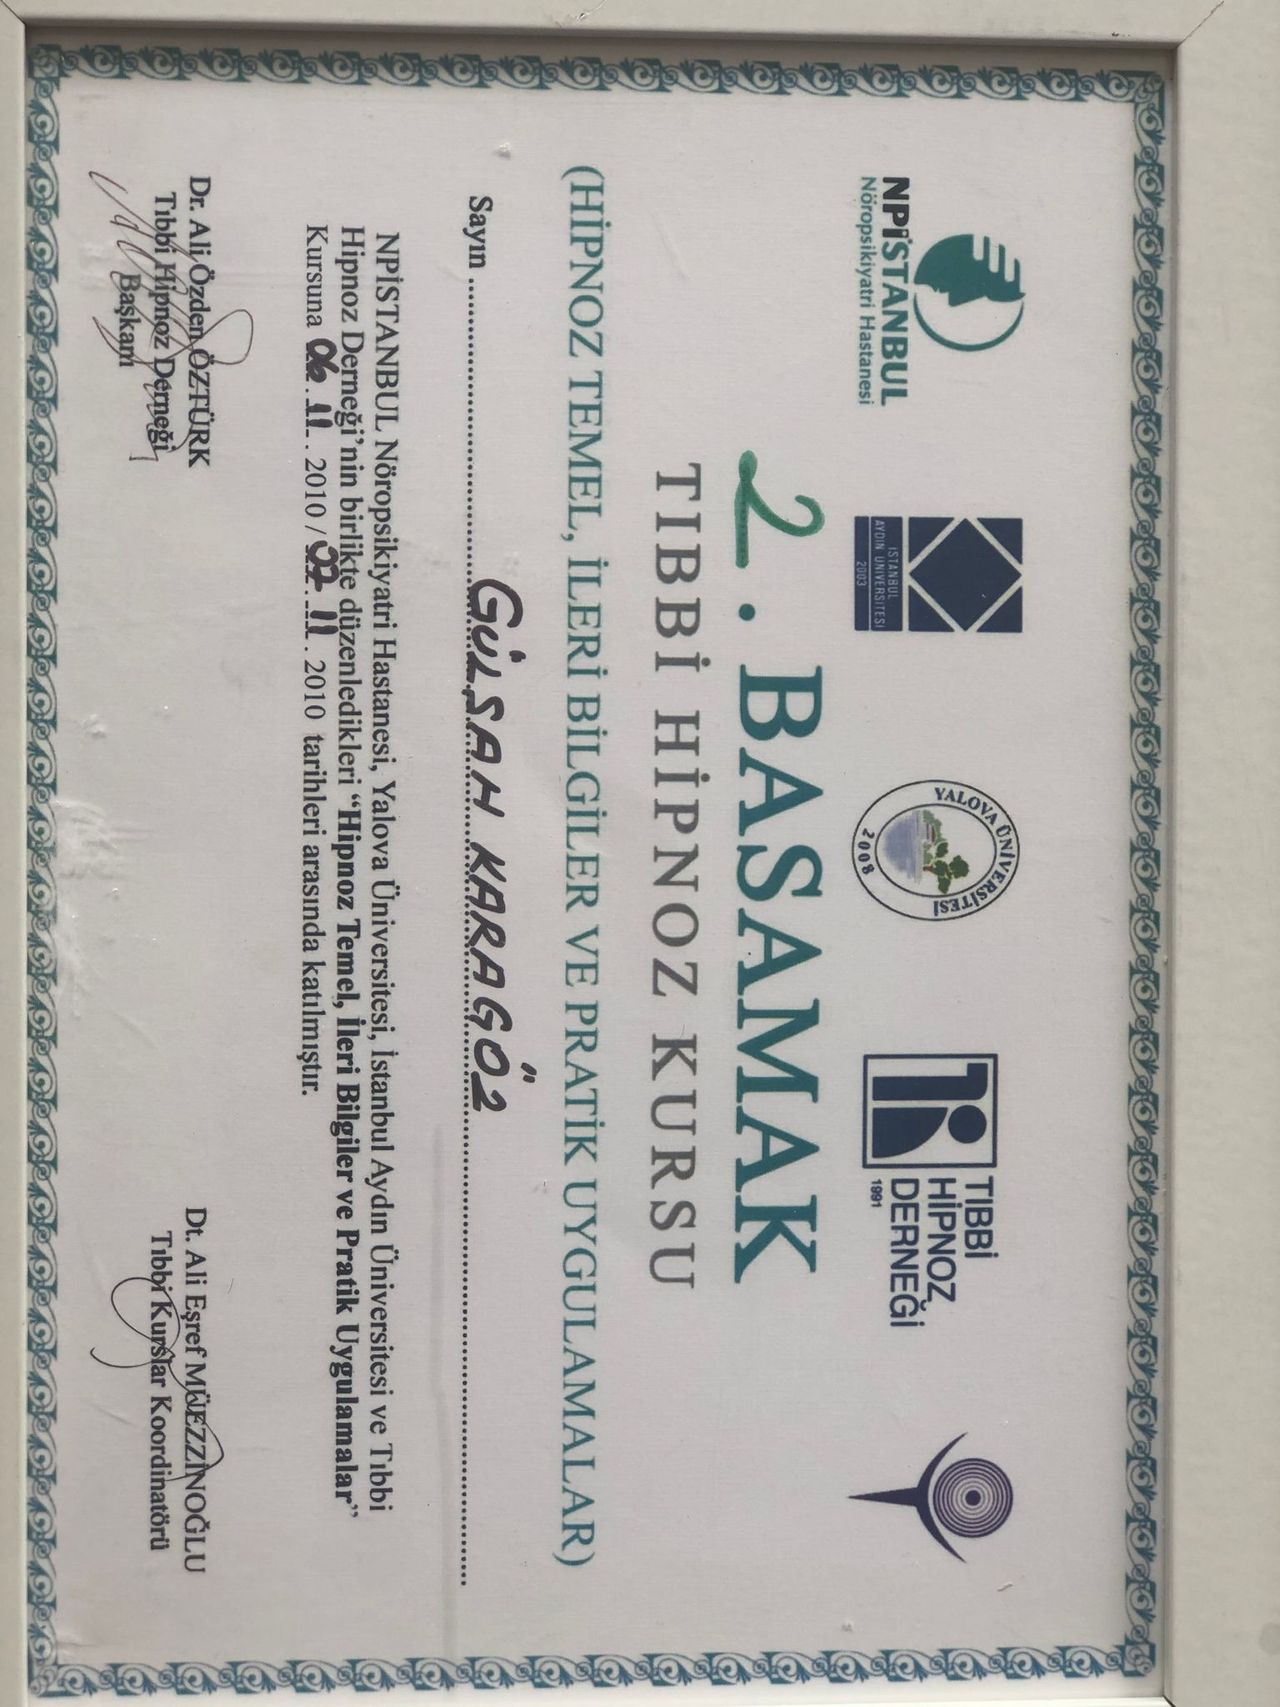 NPİSTANBUL
Nöropsikiyatri Hastanesi
İSTANBUL
AYDIN ÜNİVERSİTESİ
2003
YALOVA ÜNİVERSİTESİ
2008
TIBBİ
HİPNOZ
DERNEĞİ
1991
2. BASAMAK
TIBBİ HİPNOZ KURSU
(HİPNOZ TEMEL, İLERİ BİLGİLER VE PRATİK UYGULAMALAR)
Sayın ............GÜLSAH KARAGÖZ............
NPİSTANBUL Nöropsikiyatri Hastanesi, Yalova Üniversitesi, İstanbul Aydın Üniversitesi ve Tıbbi
Hipnoz Derneği'nin birlikte düzenledikleri “Hipnoz Temel, İleri Bilgiler ve Pratik Uygulamalar”
Kursuna 06.11.2010/07.11.2010 tarihleri arasında katılmıştır.
Dr. Ali Özden ÖZTÜRK
Tıbbi Hipnoz Derneği
Başkanı
Dt. Ali Eşref MÜEZZİNOĞLU
Tıbbi Kurslar Koordinatörü